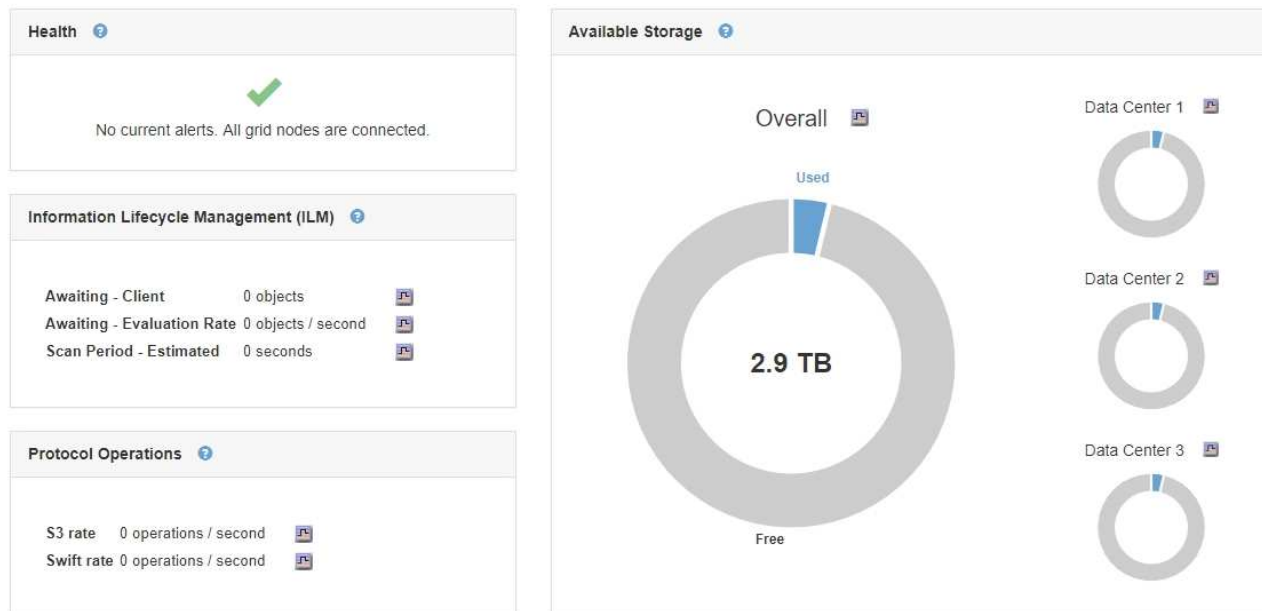 Health
No current alerts. All grid nodes are connected.
Information Lifecycle Management (ILM)
Awaiting - Client 0 objects
Awaiting - Evaluation Rate 0 objects / second
Scan Period - Estimated 0 seconds
Protocol Operations
S3 rate 0 operations / second
Swift rate 0 operations / second
Available Storage
Overall
Used
2.9 TB
Free
Data Center 1
Data Center 2
Data Center 3